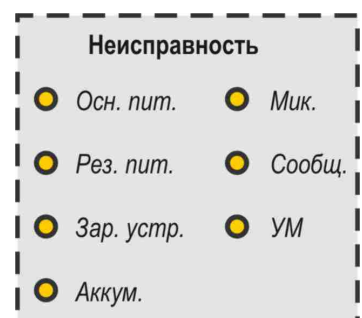 Неисправность
Осн. пит. Мик.
Рез. пит. Сообщ.
Зар. устр. УМ
Аккум.